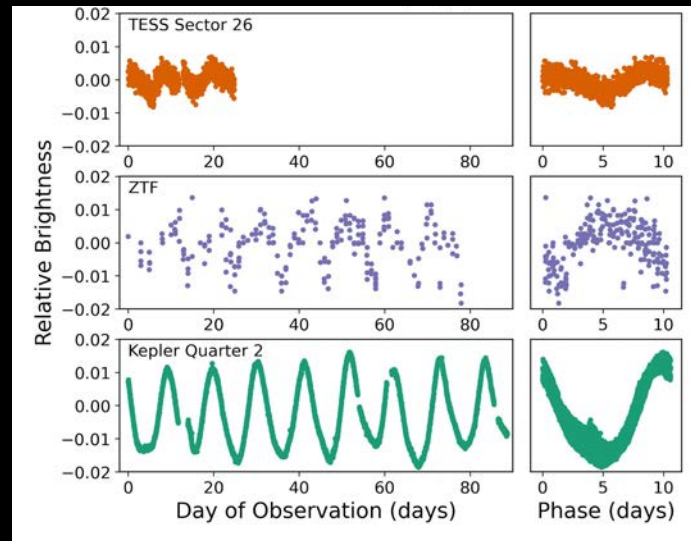 TESS Sector 26
0.02
0.01
0.00
−0.01
−0.02
0 20 40 60 80
0 5 10
ZTF
0.02
0.01
0.00
−0.01
−0.02
0 20 40 60 80
0 5 10
Kepler Quarter 2
0.02
0.01
0.00
−0.01
−0.02
0 20 40 60 80
0 5 10
Relative Brightness
Day of Observation (days)
Phase (days)